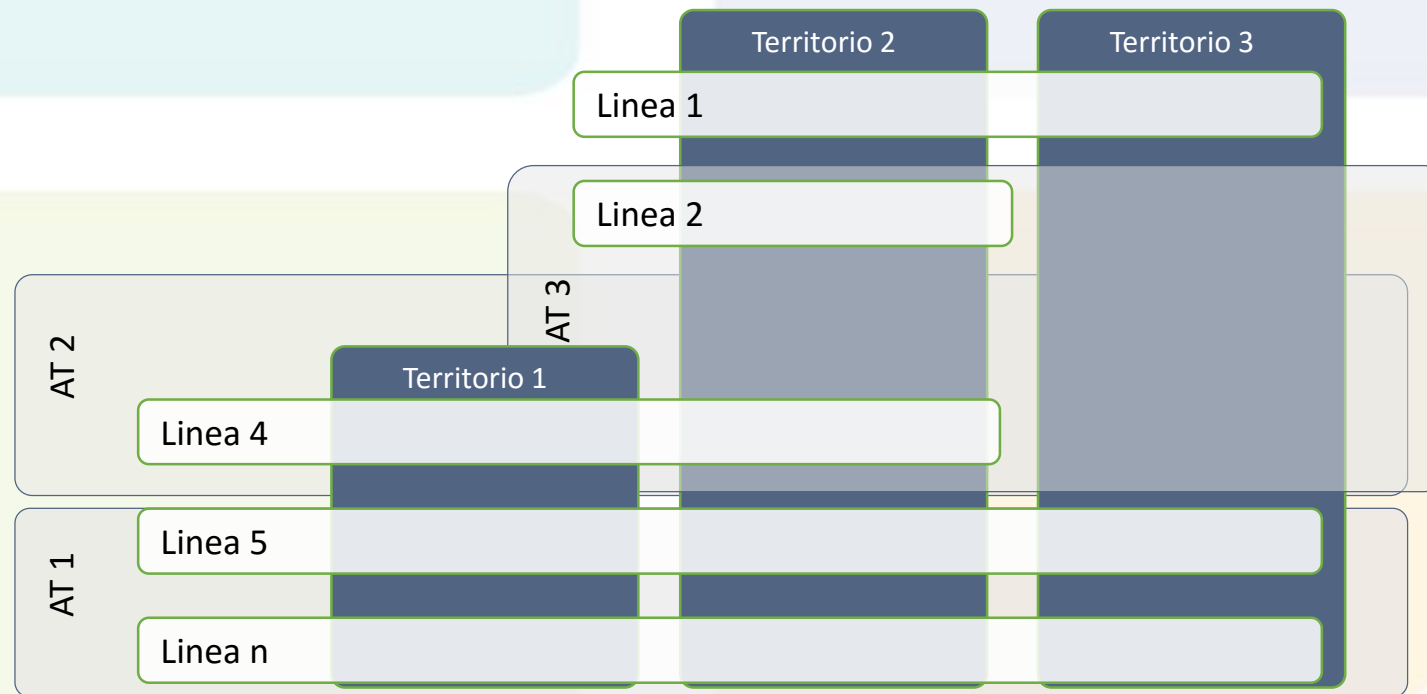 Territorio 2
Territorio 3
Linea 1
Linea 2
AT 3
AT 2
Territorio 1
Linea 4
Linea 5
AT 1
Linea n